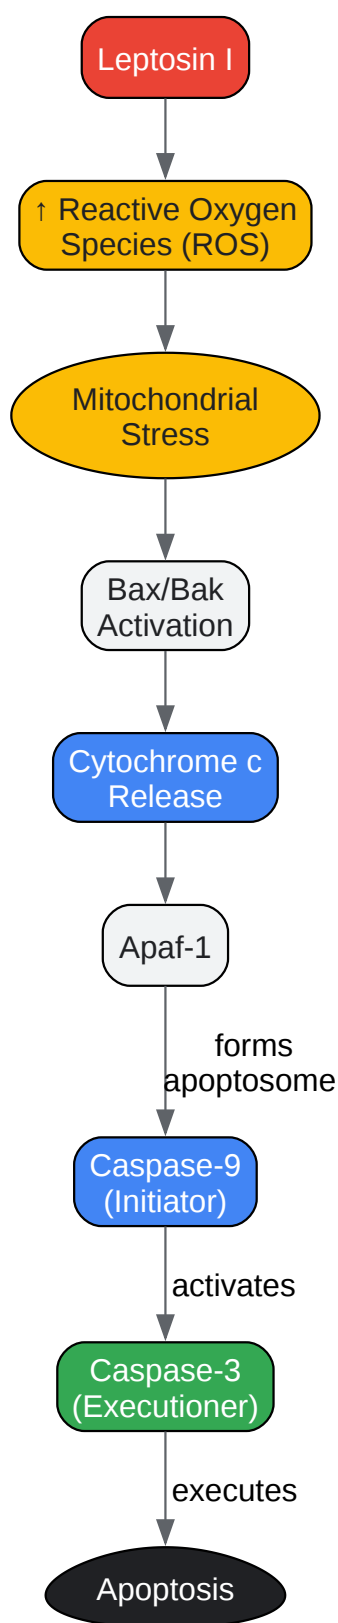 Leptosin I
↑ Reactive Oxygen
Species (ROS)
Mitochondrial
Stress
Bax/Bak
Activation
Cytochrome c
Release
Apaf-1
forms
apoptosome
Caspase-9
(Initiator)
activates
Caspase-3
(Executioner)
executes
Apoptosis